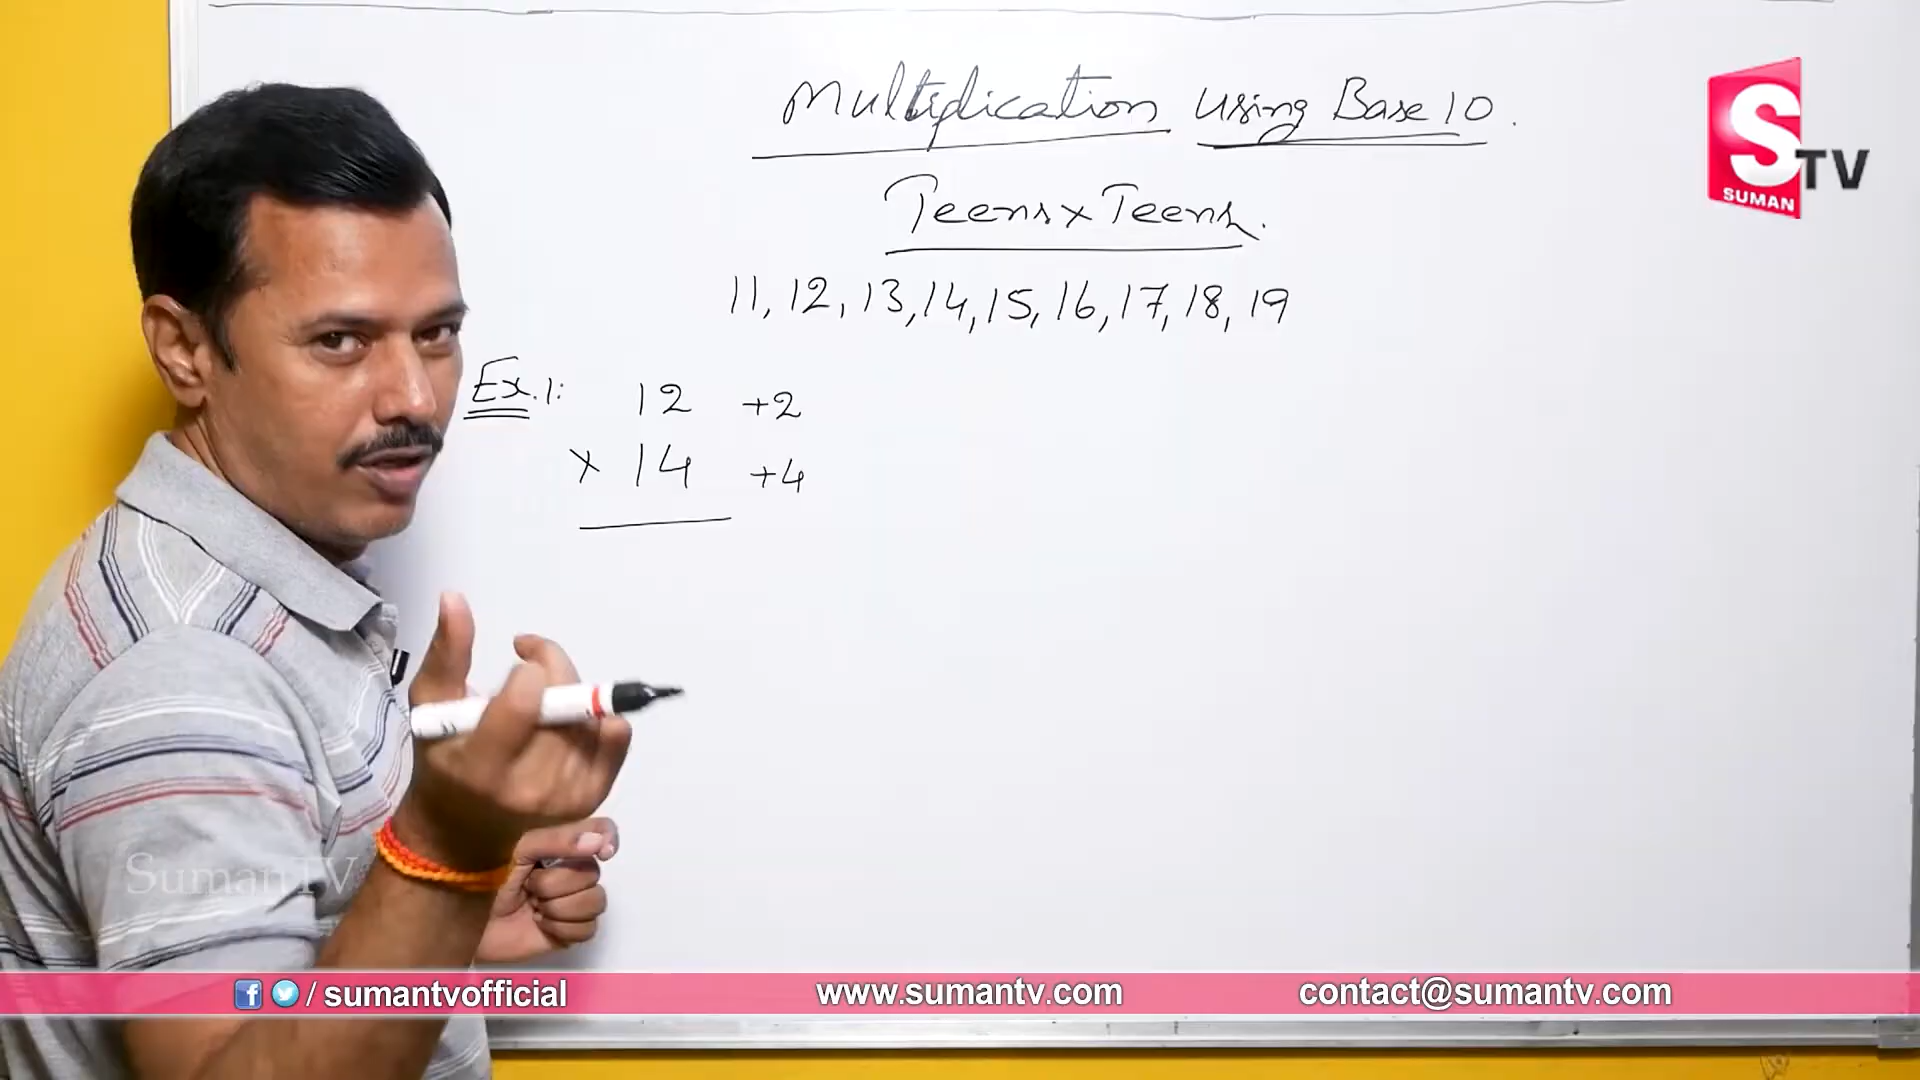 Multiplication Using Base 10.
Teens x Teens.
11, 12, 13, 14, 15, 16, 17, 18, 19
Ex.1: 12 +2
x 14 +4
S TV
SUMAN
SumanTV
/ sumantvofficial
www.sumantv.com
contact@sumantv.com